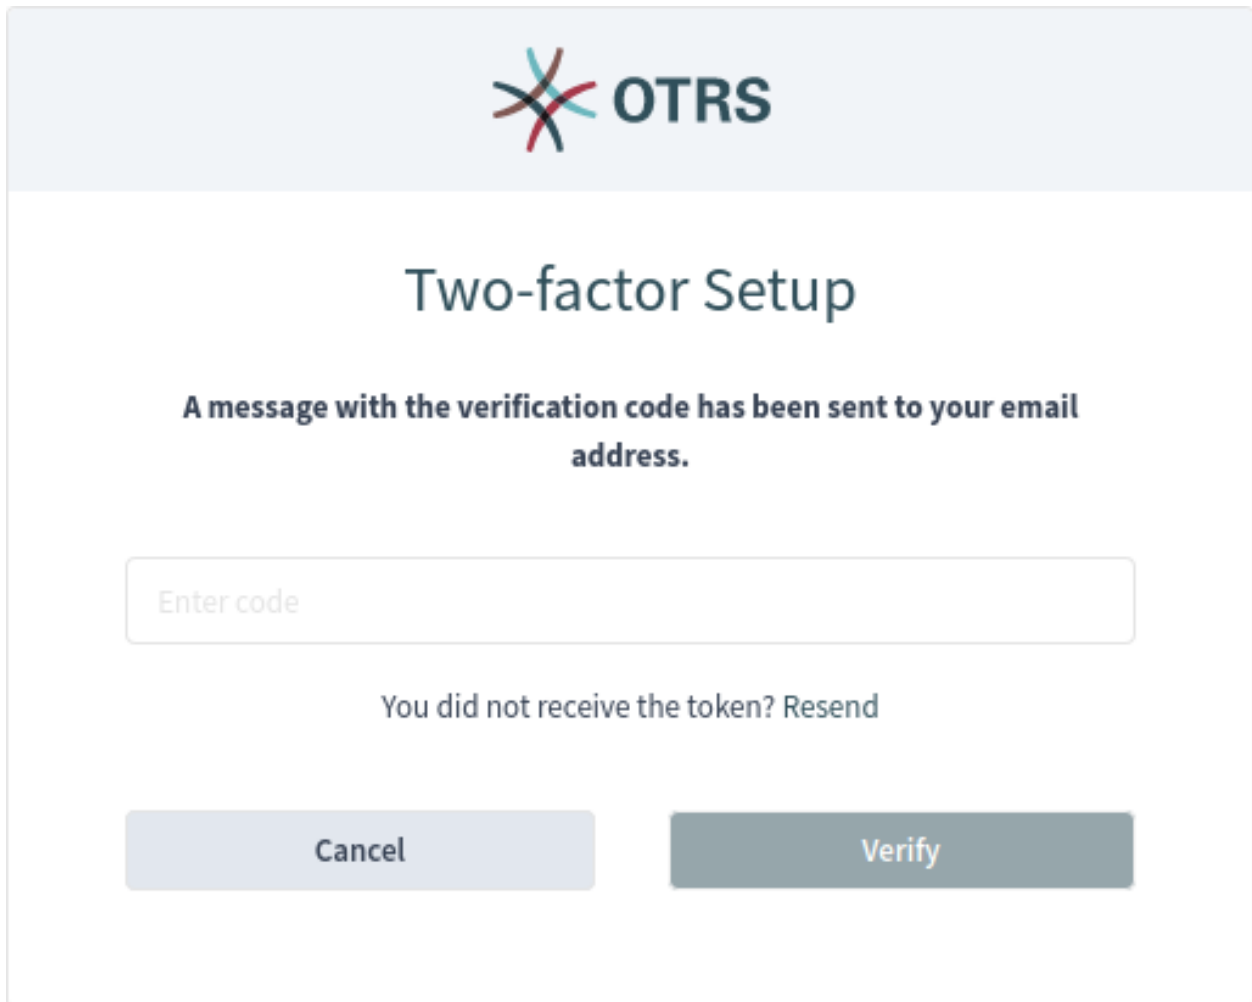 OTRS
Two-factor Setup
A message with the verification code has been sent to your email
address.
Enter code
You did not receive the token? Resend
Cancel
Verify